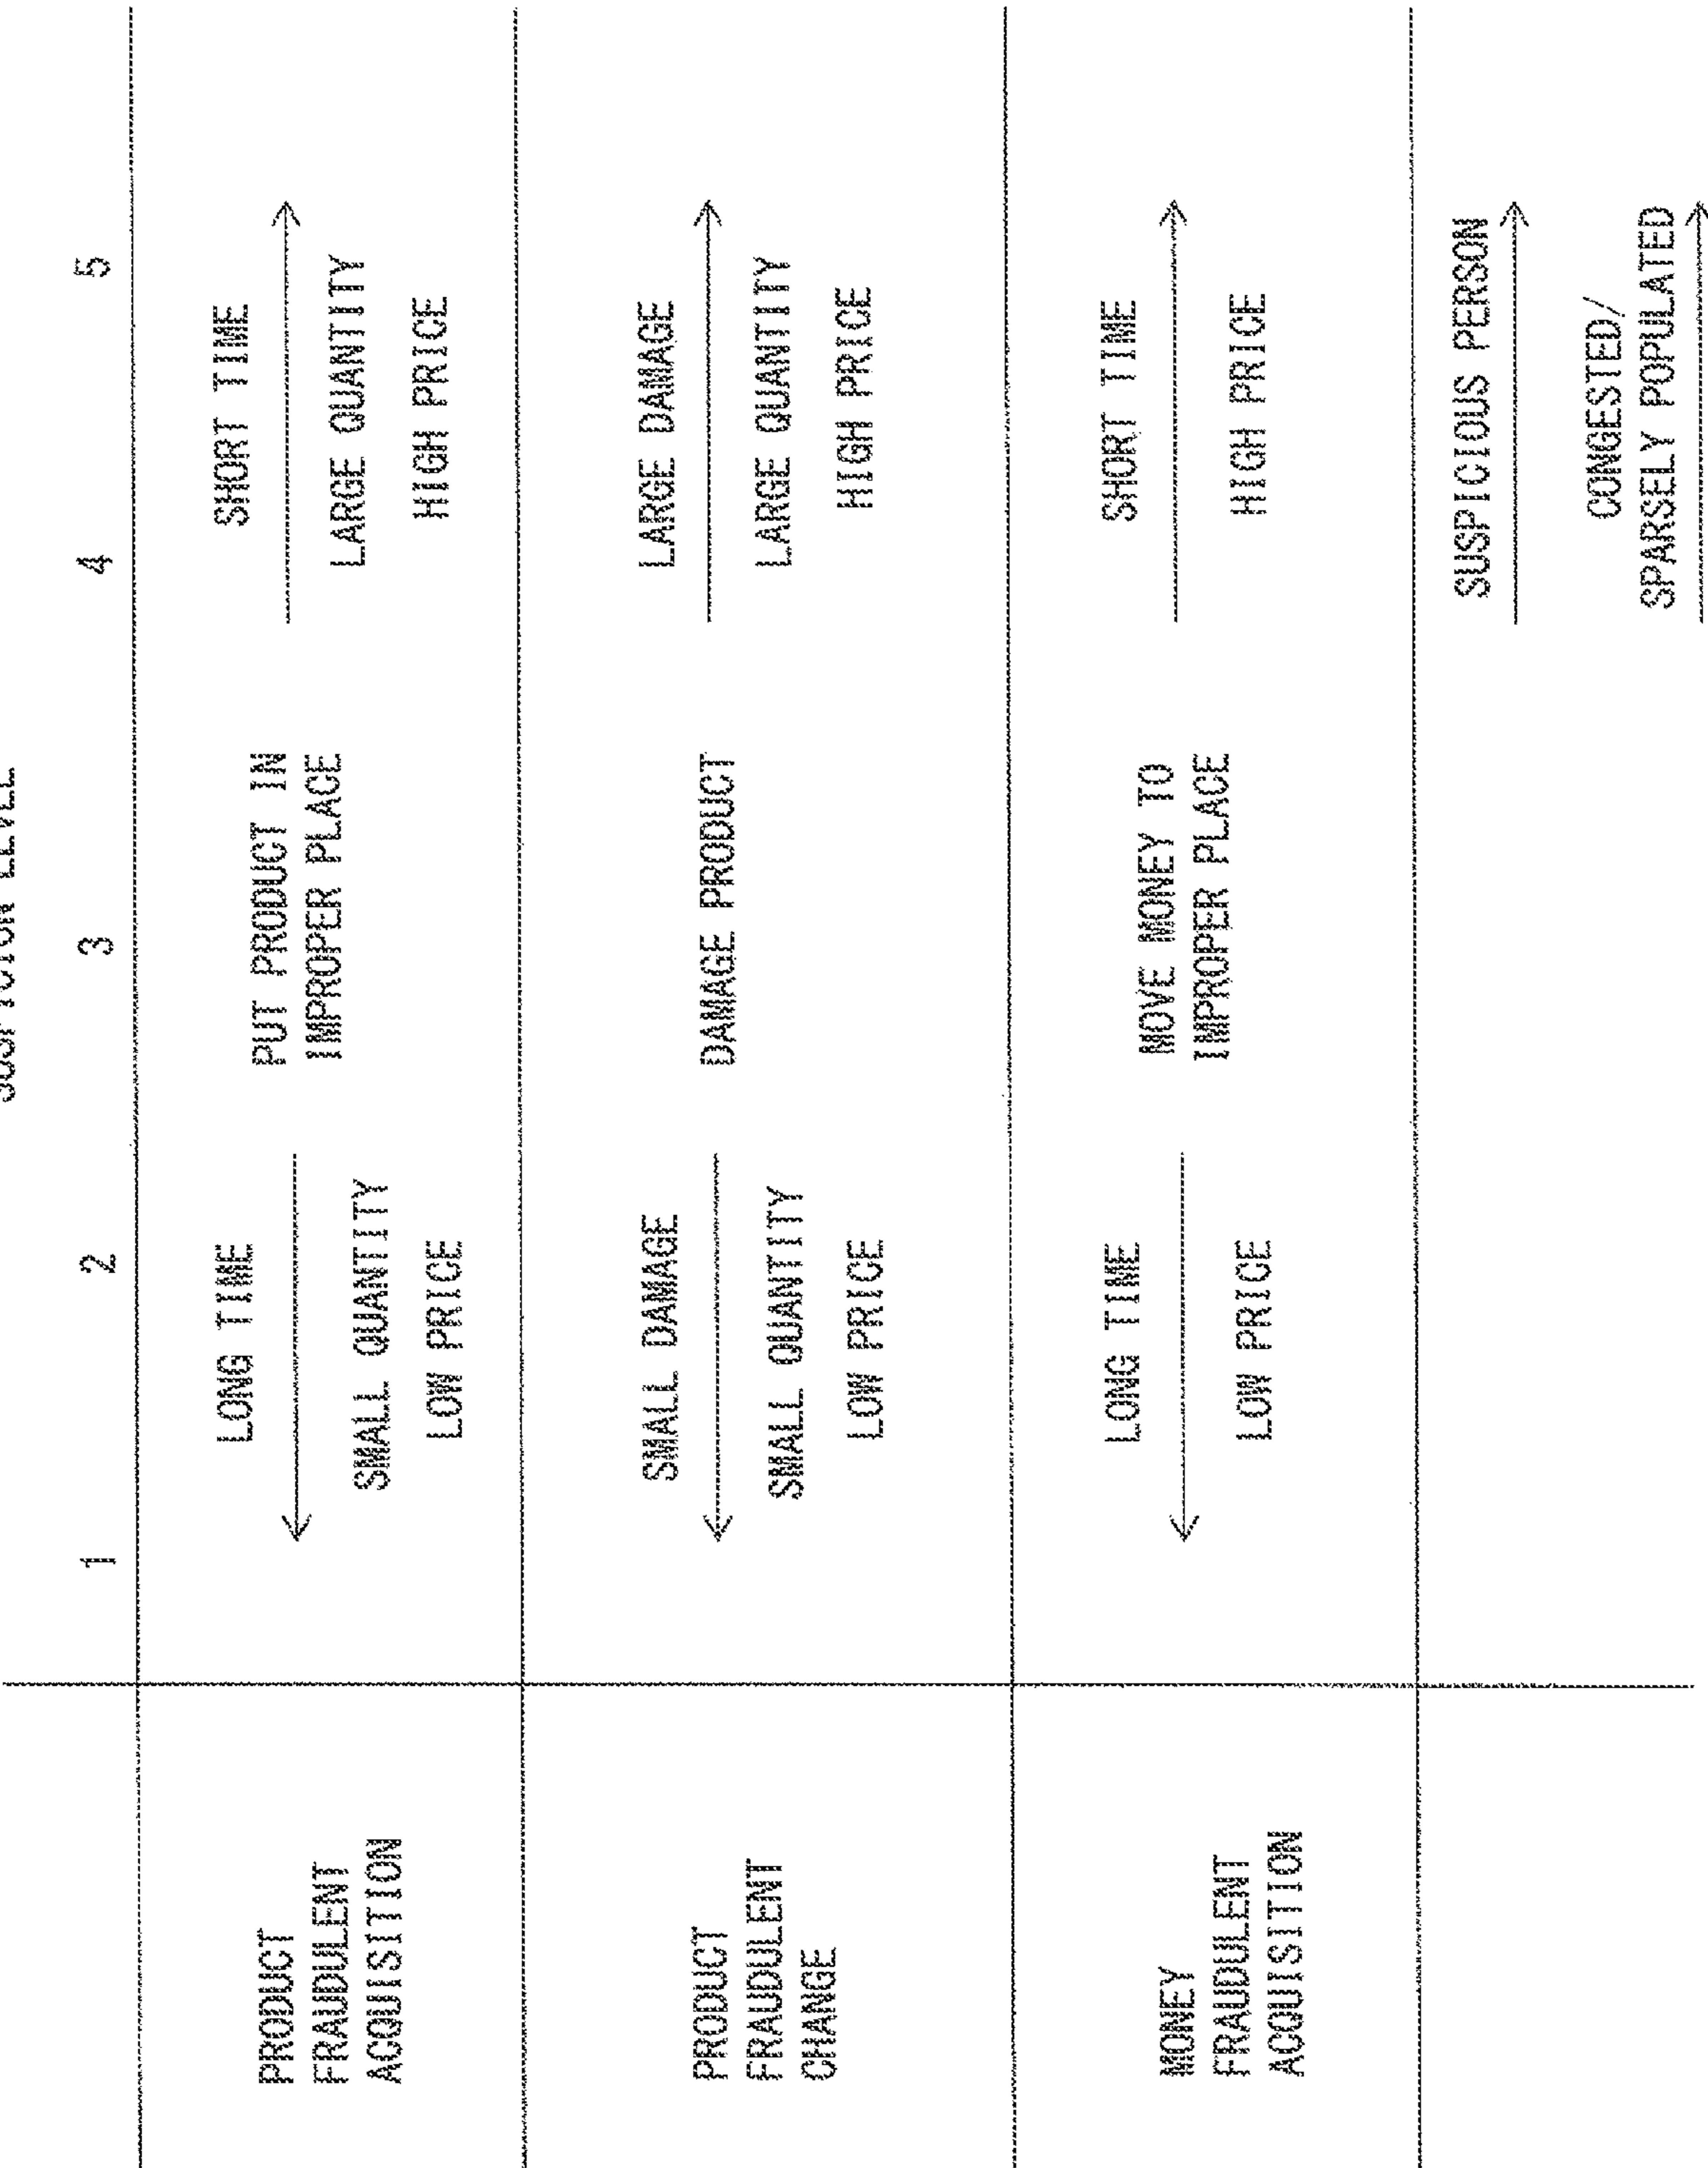 SUSPICION LEVEL
1 2 3 4 5
PRODUCT
FRAUDULENT
ACQUISITION
LONG TIME
SMALL QUANTITY
LOW PRICE
PUT PRODUCT IN
IMPROPER PLACE
SHORT TIME
LARGE QUANTITY
HIGH PRICE
PRODUCT
FRAUDULENT
CHANGE
SMALL DAMAGE
SMALL QUANTITY
LOW PRICE
DAMAGE PRODUCT
LARGE DAMAGE
LARGE QUANTITY
HIGH PRICE
MONEY
FRAUDULENT
ACQUISITION
LONG TIME
LOW PRICE
MOVE MONEY TO
IMPROPER PLACE
SHORT TIME
HIGH PRICE
SUSPICIOUS PERSON
CONGESTED/
SPARSELY POPULATED